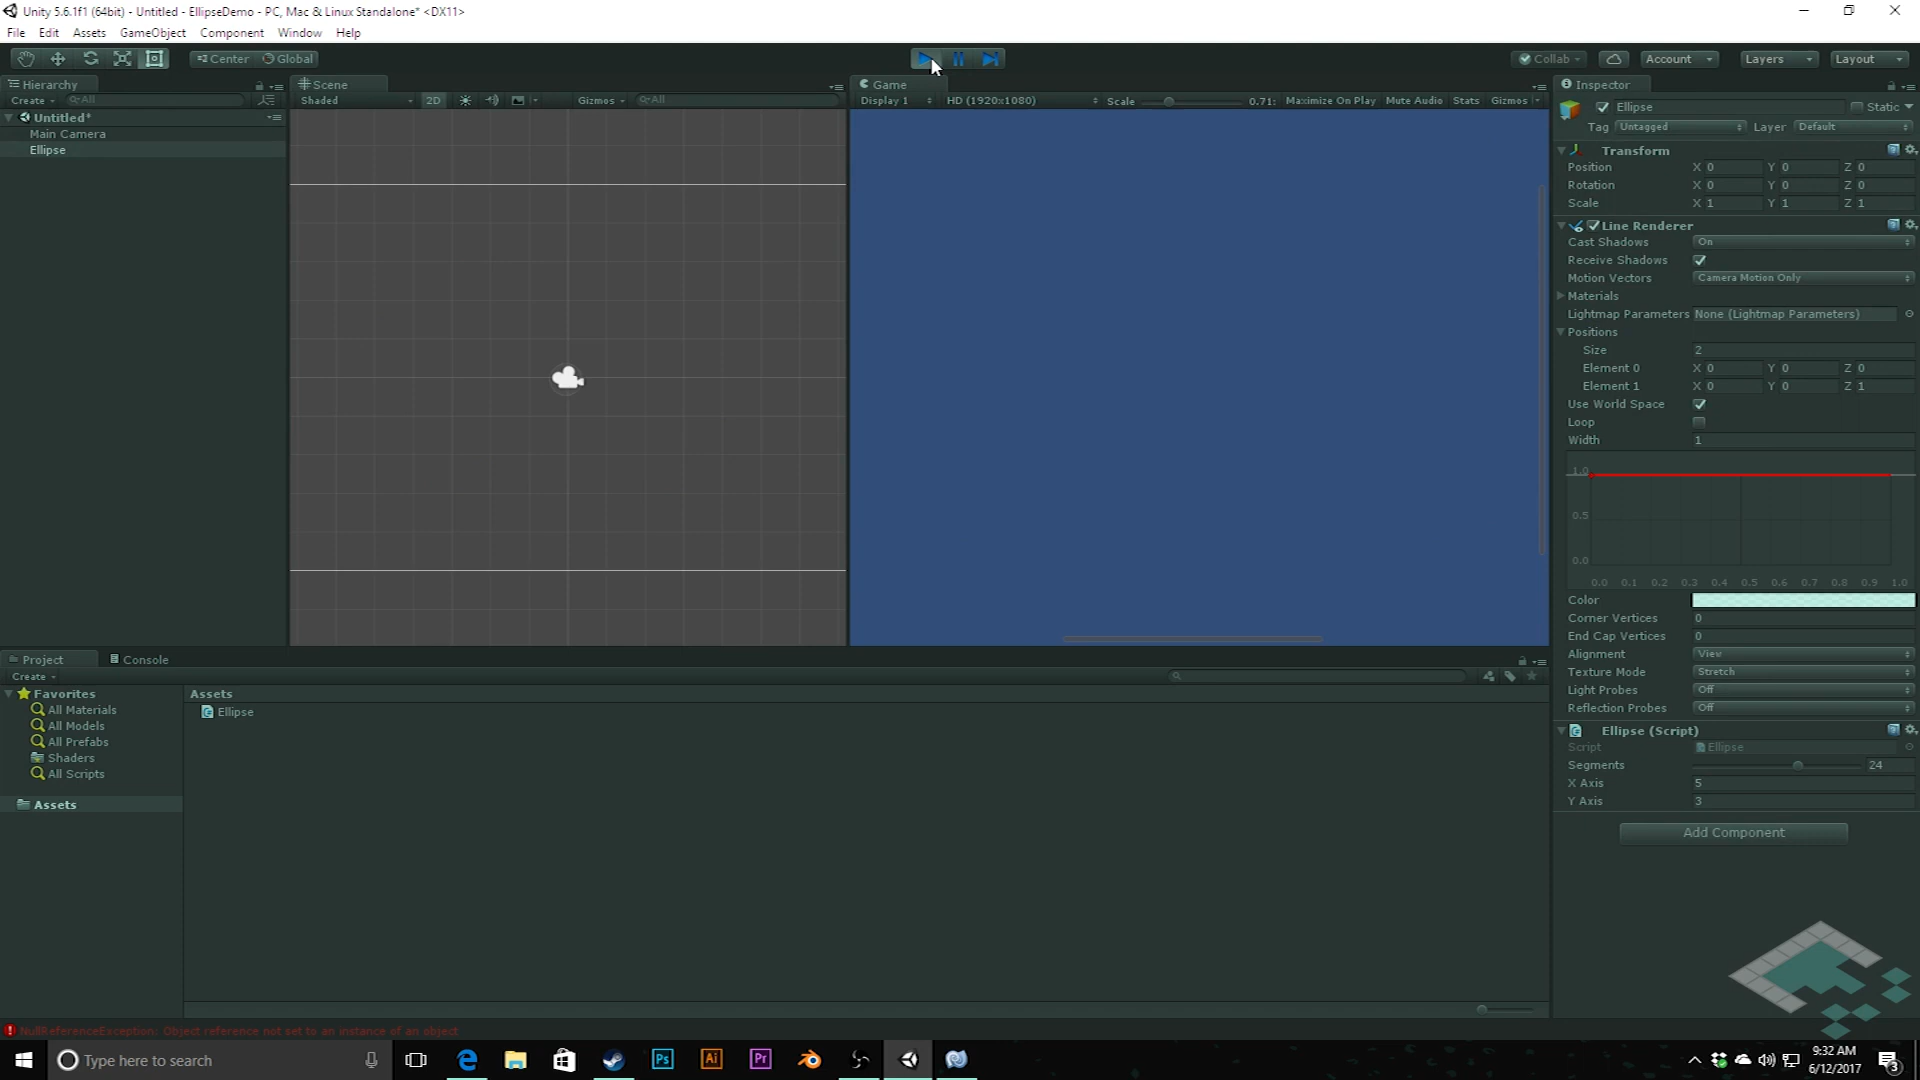 Unity 5.6.1f1 (64bit) - Untitled - EllipseDemo - PC, Mac & Linux Standalone* <DX11>
File Edit Assets GameObject Component Window Help
Center Global Collab Account Layers Layout
Hierarchy
Create All
Untitled*
Main Camera
Ellipse
Scene
Shaded 2D Gizmos All
Game
Display 1 HD (1920x1080) Scale 0.71: Maximize On Play Mute Audio Stats Gizmos
Inspector
Ellipse Static
Tag Untagged Layer Default
Transform
Position X 0 Y 0 Z 0
Rotation X 0 Y 0 Z 0
Scale X 1 Y 1 Z 1
Line Renderer
Cast Shadows On
Receive Shadows
Motion Vectors Camera Motion Only
Materials
Lightmap Parameters None (Lightmap Parameters)
Positions
Size 2
Element 0 X 0 Y 0 Z 0
Element 1 X 0 Y 0 Z 1
Use World Space
Loop
Width 1
1.0
0.5
0.0
0.0 0.1 0.2 0.3 0.4 0.5 0.6 0.7 0.8 0.9 1.0
Color
Corner Vertices 0
End Cap Vertices 0
Alignment View
Texture Mode Stretch
Light Probes Off
Reflection Probes Off
Ellipse (Script)
Script Ellipse
Segments 24
X Axis 5
Y Axis 3
Add Component
Project Console
Create
Favorites
All Materials
All Models
All Prefabs
Shaders
All Scripts
Assets
Assets
Ellipse
NullReferenceException: Object reference not set to an instance of an object
Type here to search
Ps Ai Pr
9:32 AM
6/12/2017
3